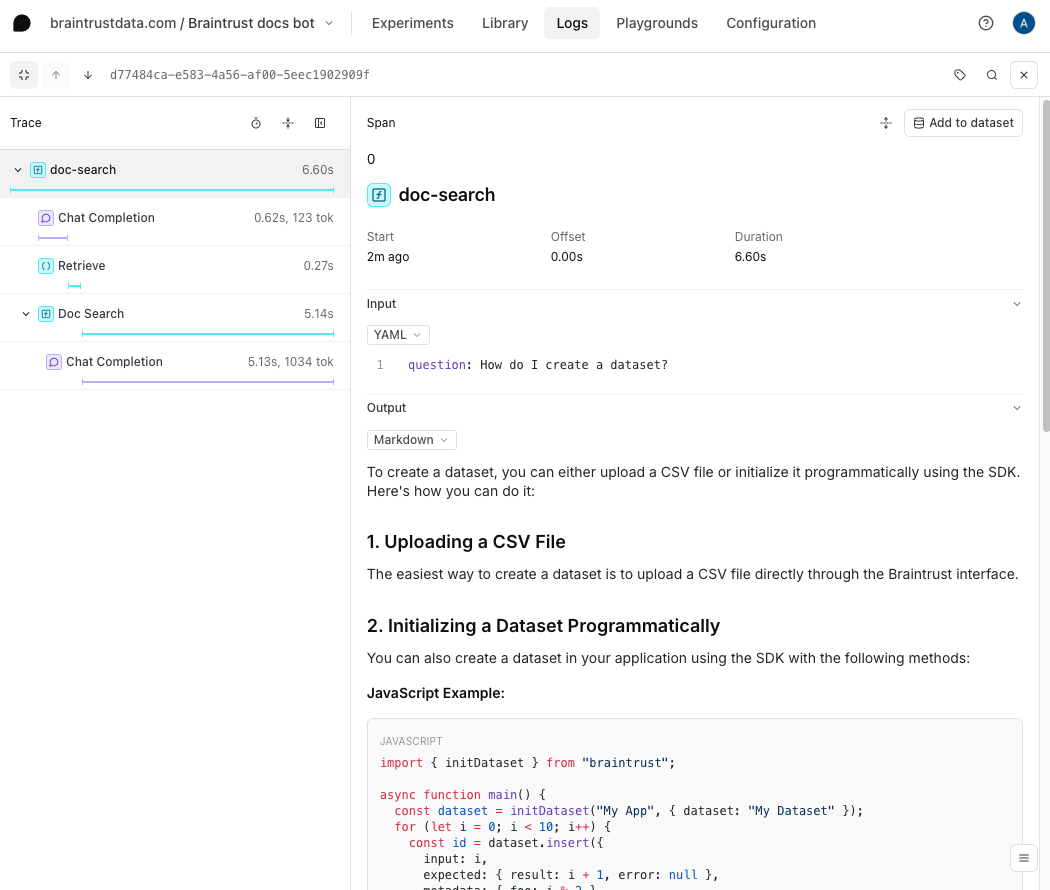 braintrustdata.com / Braintrust docs bot
Experiments
Library
Logs
Playgrounds
Configuration
A
d77484ca-e583-4a56-af00-5eec1902909f
Trace
doc-search 6.60s
Chat Completion 0.62s, 123 tok
Retrieve 0.27s
Doc Search 5.14s
Chat Completion 5.13s, 1034 tok
Span
Add to dataset
0
doc-search
Start Offset Duration
2m ago 0.00s 6.60s
Input
YAML
1 question: How do I create a dataset?
Output
Markdown
To create a dataset, you can either upload a CSV file or initialize it programmatically using the SDK.
Here's how you can do it:
1. Uploading a CSV File
The easiest way to create a dataset is to upload a CSV file directly through the Braintrust interface.
2. Initializing a Dataset Programmatically
You can also create a dataset in your application using the SDK with the following methods:
JavaScript Example:
JAVASCRIPT
import { initDataset } from "braintrust";
async function main() {
const dataset = initDataset("My App", { dataset: "My Dataset" });
for (let i = 0; i < 10; i++) {
const id = dataset.insert({
input: i,
expected: { result: i + 1, error: null },
metadata: { foo: i % 2 }